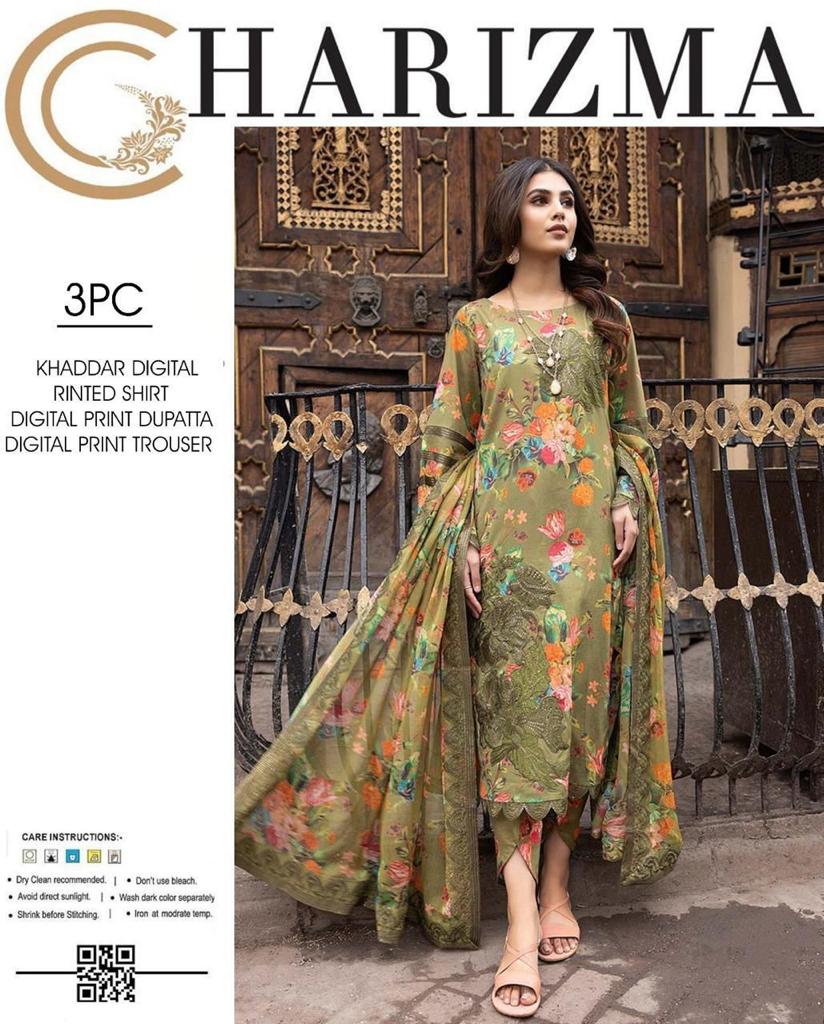 CHARIZMA
3PC
KHADDAR DIGITAL
RINTED SHIRT
DIGITAL PRINT DUPATTA
DIGITAL PRINT TROUSER
CARE INSTRUCTIONS:-
• Dry Clean recommended. | • Don't use bleach.
• Avoid direct sunlight. | • Wash dark color separately
• Shrink before Stitching. | • Iron at modrate temp.